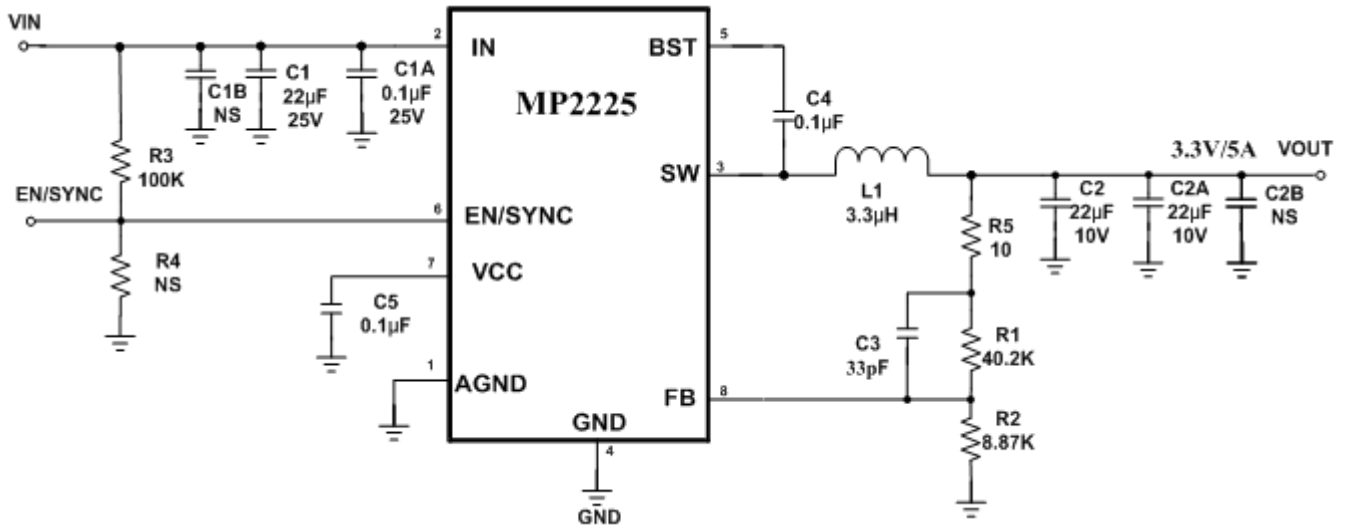 VIN
2
IN
C1B
NS
C1
22µF
25V
C1A
0.1µF
25V
MP2225
BST
5
C4
0.1µF
R3
100K
SW
3
L1
3.3µH
3.3V/5A
VOUT
EN/SYNC
6
EN/SYNC
R5
10
C2
22µF
10V
C2A
22µF
10V
C2B
NS
R4
NS
7
VCC
C5
0.1µF
C3
33pF
R1
40.2K
1
AGND
FB
8
R2
8.87K
GND
4
GND